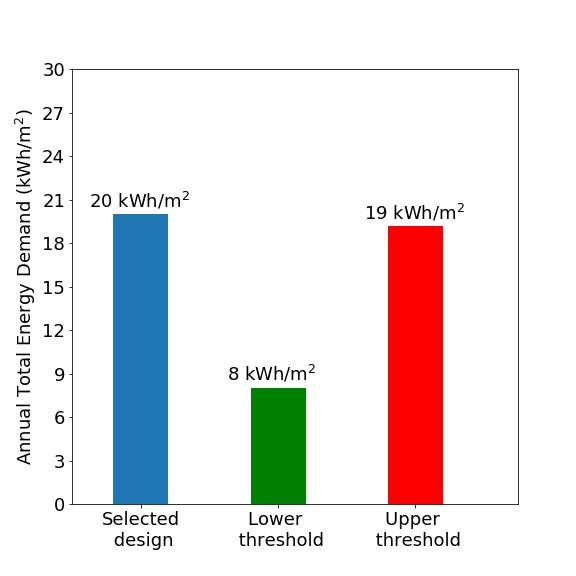 Annual Total Energy Demand (kWh/m²)
30
27
24
21
18
15
12
9
6
3
0
20 kWh/m²
8 kWh/m²
19 kWh/m²
Selected design
Lower threshold
Upper threshold